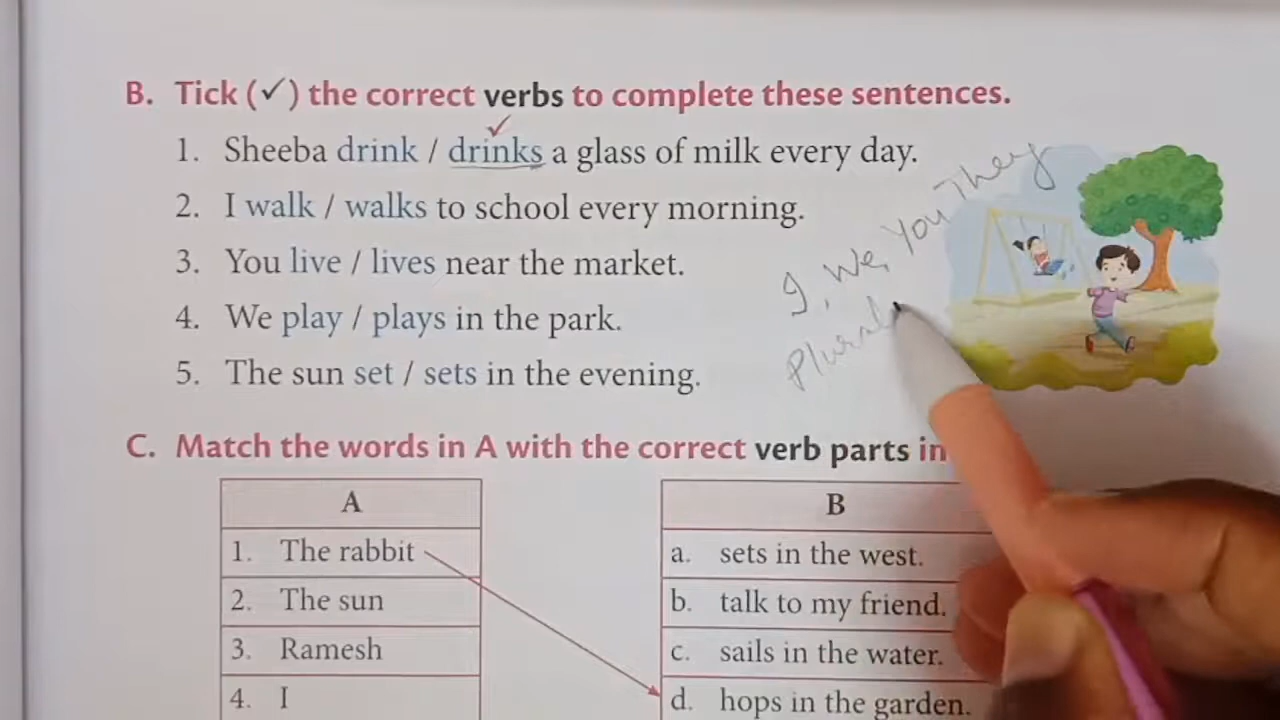 B. Tick (✓) the correct verbs to complete these sentences.
1. Sheeba drink / drinks a glass of milk every day.
2. I walk / walks to school every morning.
3. You live / lives near the market.
4. We play / plays in the park.
5. The sun set / sets in the evening.
I, We, You They
Plural
C. Match the words in A with the correct verb parts in
A
B
1. The rabbit
a. sets in the west.
2. The sun
b. talk to my friend.
3. Ramesh
c. sails in the water.
4. I
d. hops in the garden.